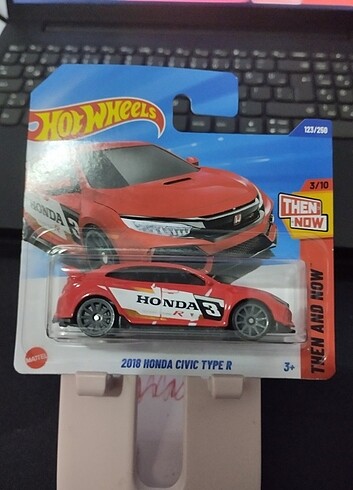 HOT WHEELS
123/250
3/10
THEN
AND
NOW
HONDA 3
HONDA 3
R
THEN AND NOW
MATTEL
2018 HONDA CIVIC TYPE R
3+